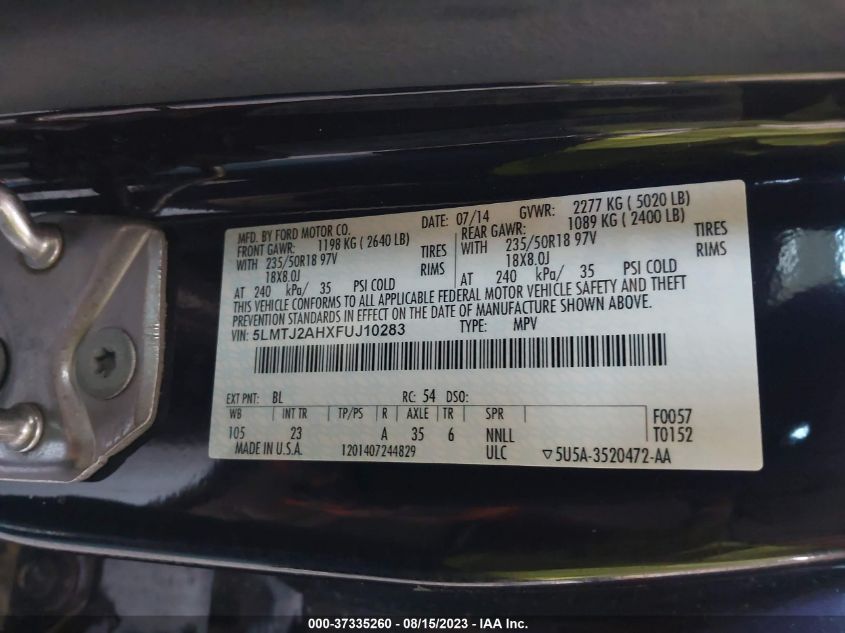 MFD. BY FORD MOTOR CO. DATE: 07/14 GVWR: 2277 KG ( 5020 LB)
FRONT GAWR: 1198 KG ( 2640 LB) REAR GAWR: 1089 KG ( 2400 LB)
WITH 235/50R18 97V TIRES WITH 235/50R18 97V TIRES
18X8.0J RIMS 18X8.0J RIMS
AT 240 kPa/ 35 PSI COLD AT 240 kPa/ 35 PSI COLD
THIS VEHICLE CONFORMS TO ALL APPLICABLE FEDERAL MOTOR VEHICLE SAFETY AND THEFT
PREVENTION STANDARDS IN EFFECT ON THE DATE OF MANUFACTURE SHOWN ABOVE.
VIN: 5LMTJ2AHXFUJ10283 TYPE: MPV
EXT PNT: BL RC: 54 DSO:
WB INT TR TP/PS R AXLE TR SPR F0057
105 23 A 35 6 NNLL T0152
MADE IN U.S.A. 1201407244829 ULC ▽5U5A-3520472-AA
000-37335260 - 08/15/2023 - IAA Inc.